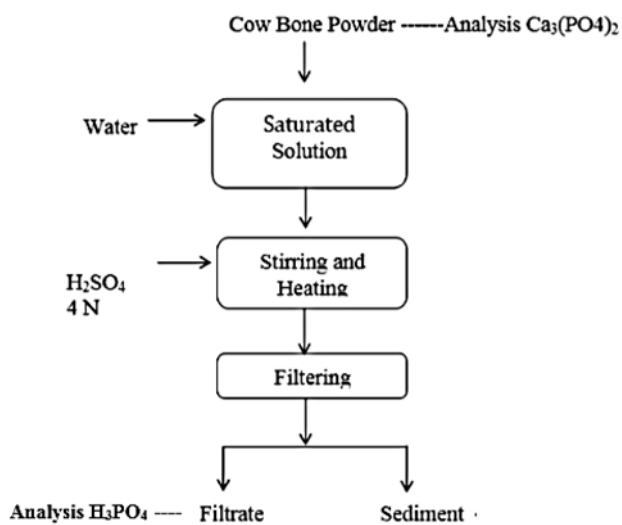 Cow Bone Powder ------Analysis Ca₃(PO4)₂
Water
Saturated
Solution
Stirring and
Heating
H₂SO₄
4 N
Filtering
Analysis H₃PO₄ ---- Filtrate
Sediment